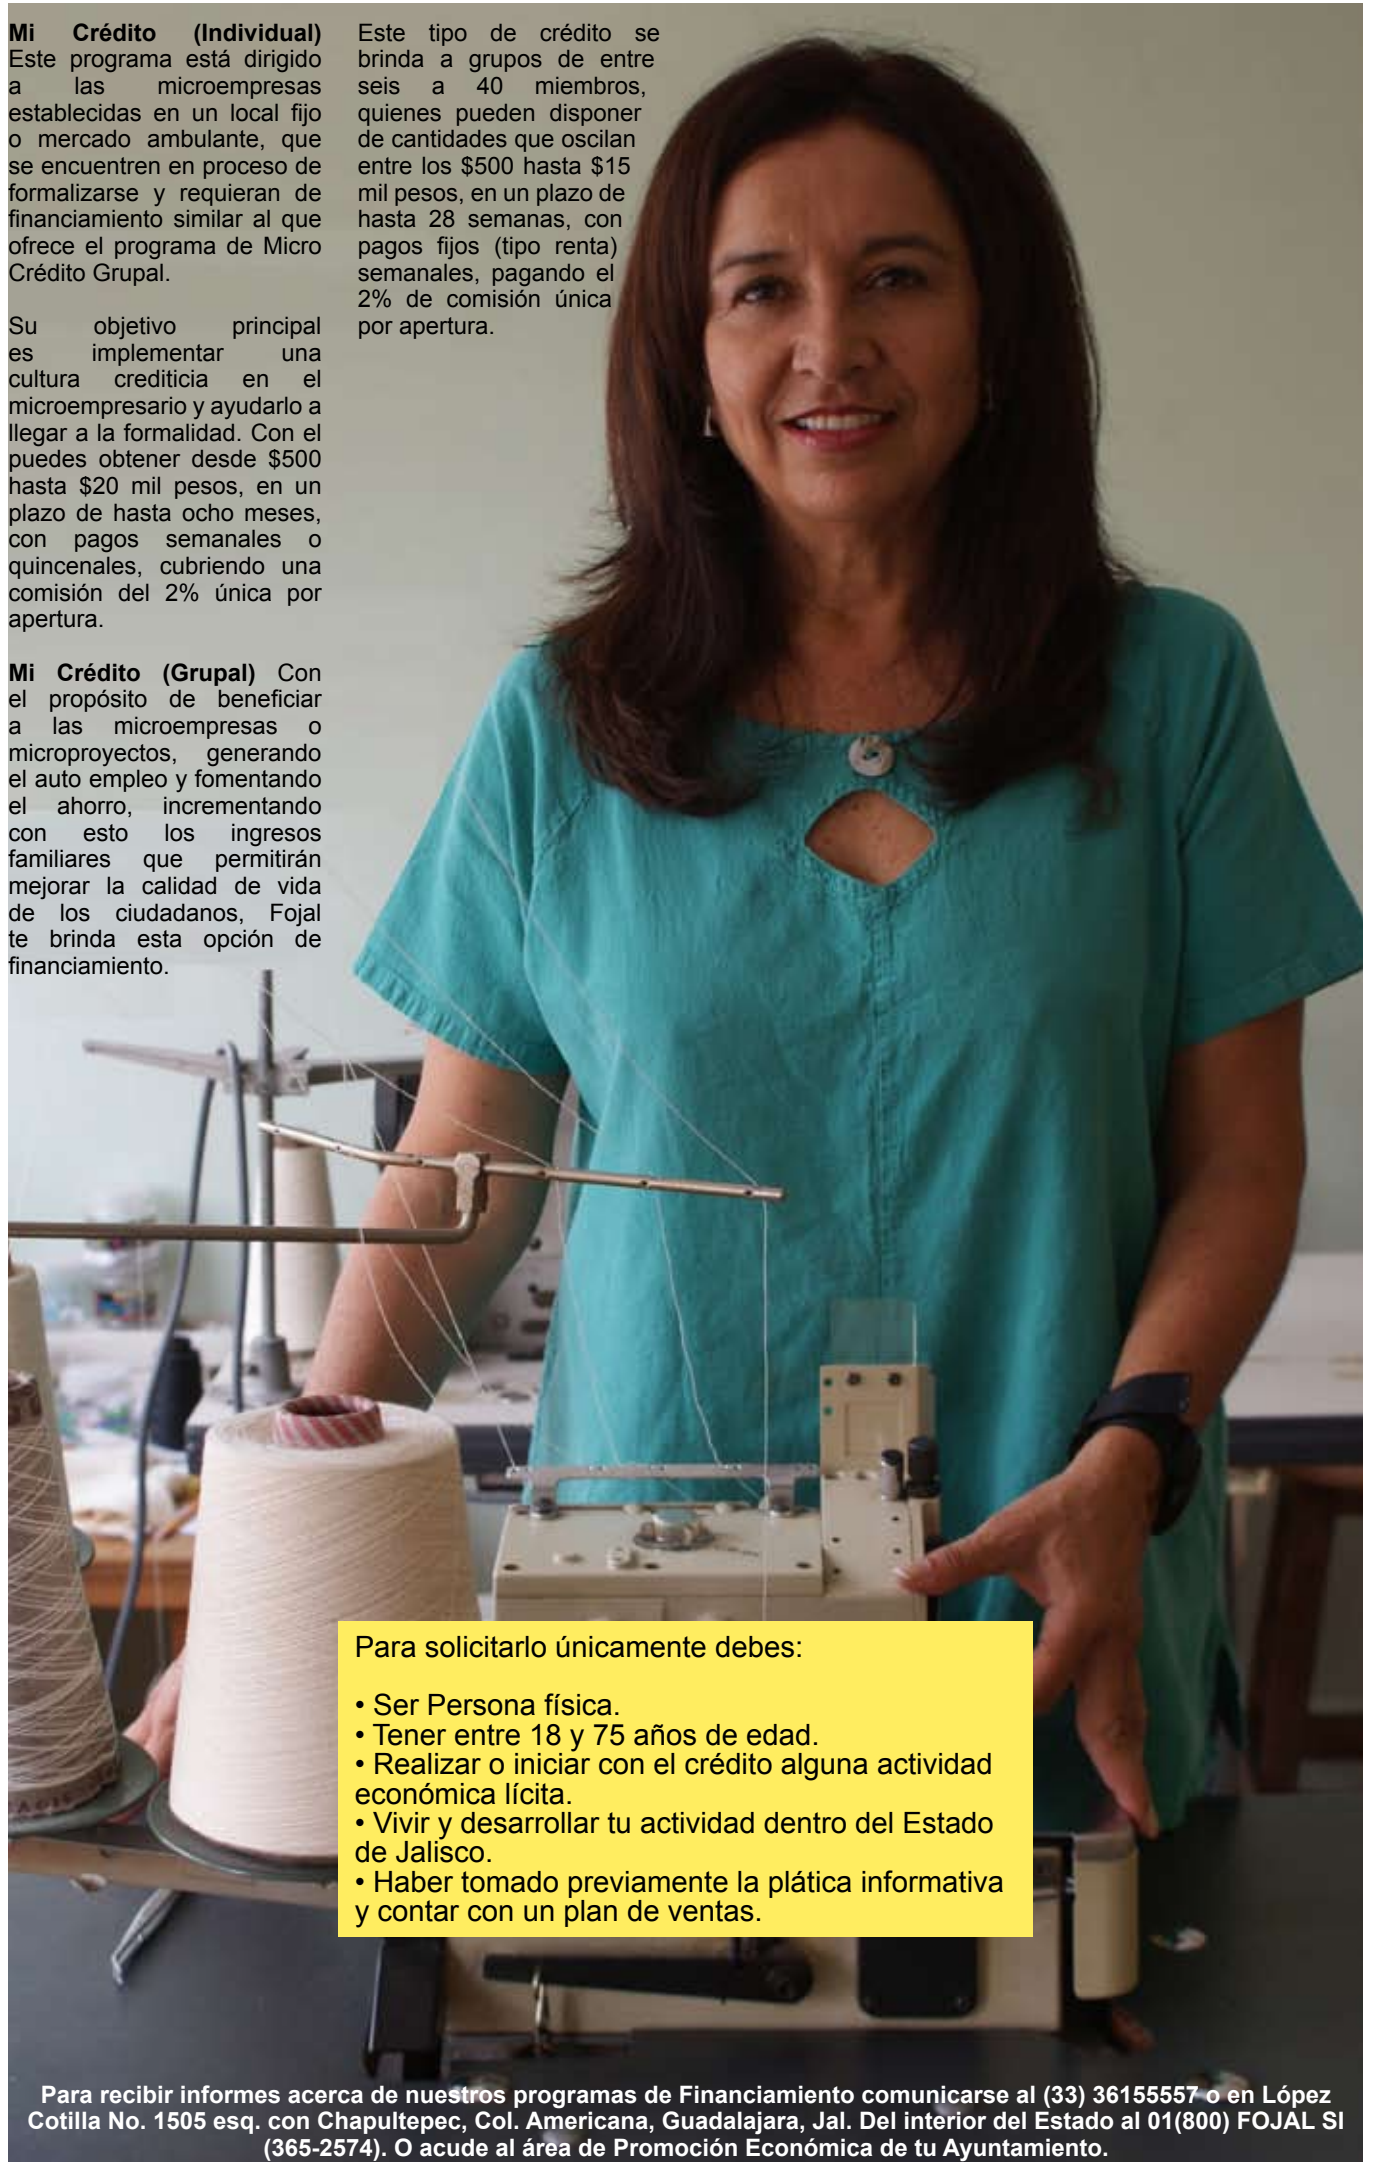 Mi Crédito (Individual)
Este programa está dirigido
a las microempresas
establecidas en un local fijo
o mercado ambulante, que
se encuentren en proceso de
formalizarse y requieran de
financiamiento similar al que
ofrece el programa de Micro
Crédito Grupal.
Su objetivo principal
es implementar una
cultura crediticia en el
microempresario y ayudarlo a
llegar a la formalidad. Con el
puedes obtener desde $500
hasta $20 mil pesos, en un
plazo de hasta ocho meses,
con pagos semanales o
quincenales, cubriendo una
comisión del 2% única por
apertura.
Mi Crédito (Grupal) Con
el propósito de beneficiar
a las microempresas o
microproyectos, generando
el auto empleo y fomentando
el ahorro, incrementando
con esto los ingresos
familiares que permitirán
mejorar la calidad de vida
de los ciudadanos, Fojal
te brinda esta opción de
financiamiento.
Este tipo de crédito se
brinda a grupos de entre
seis a 40 miembros,
quienes pueden disponer
de cantidades que oscilan
entre los $500 hasta $15
mil pesos, en un plazo de
hasta 28 semanas, con
pagos fijos (tipo renta)
semanales, pagando el
2% de comisión única
por apertura.
Para solicitarlo únicamente debes:
• Ser Persona física.
• Tener entre 18 y 75 años de edad.
• Realizar o iniciar con el crédito alguna actividad
económica lícita.
• Vivir y desarrollar tu actividad dentro del Estado
de Jalisco.
• Haber tomado previamente la plática informativa
y contar con un plan de ventas.
Para recibir informes acerca de nuestros programas de Financiamiento comunicarse al (33) 36155557 o en López
Cotilla No. 1505 esq. con Chapultepec, Col. Americana, Guadalajara, Jal. Del interior del Estado al 01(800) FOJAL SI
(365-2574). O acude al área de Promoción Económica de tu Ayuntamiento.